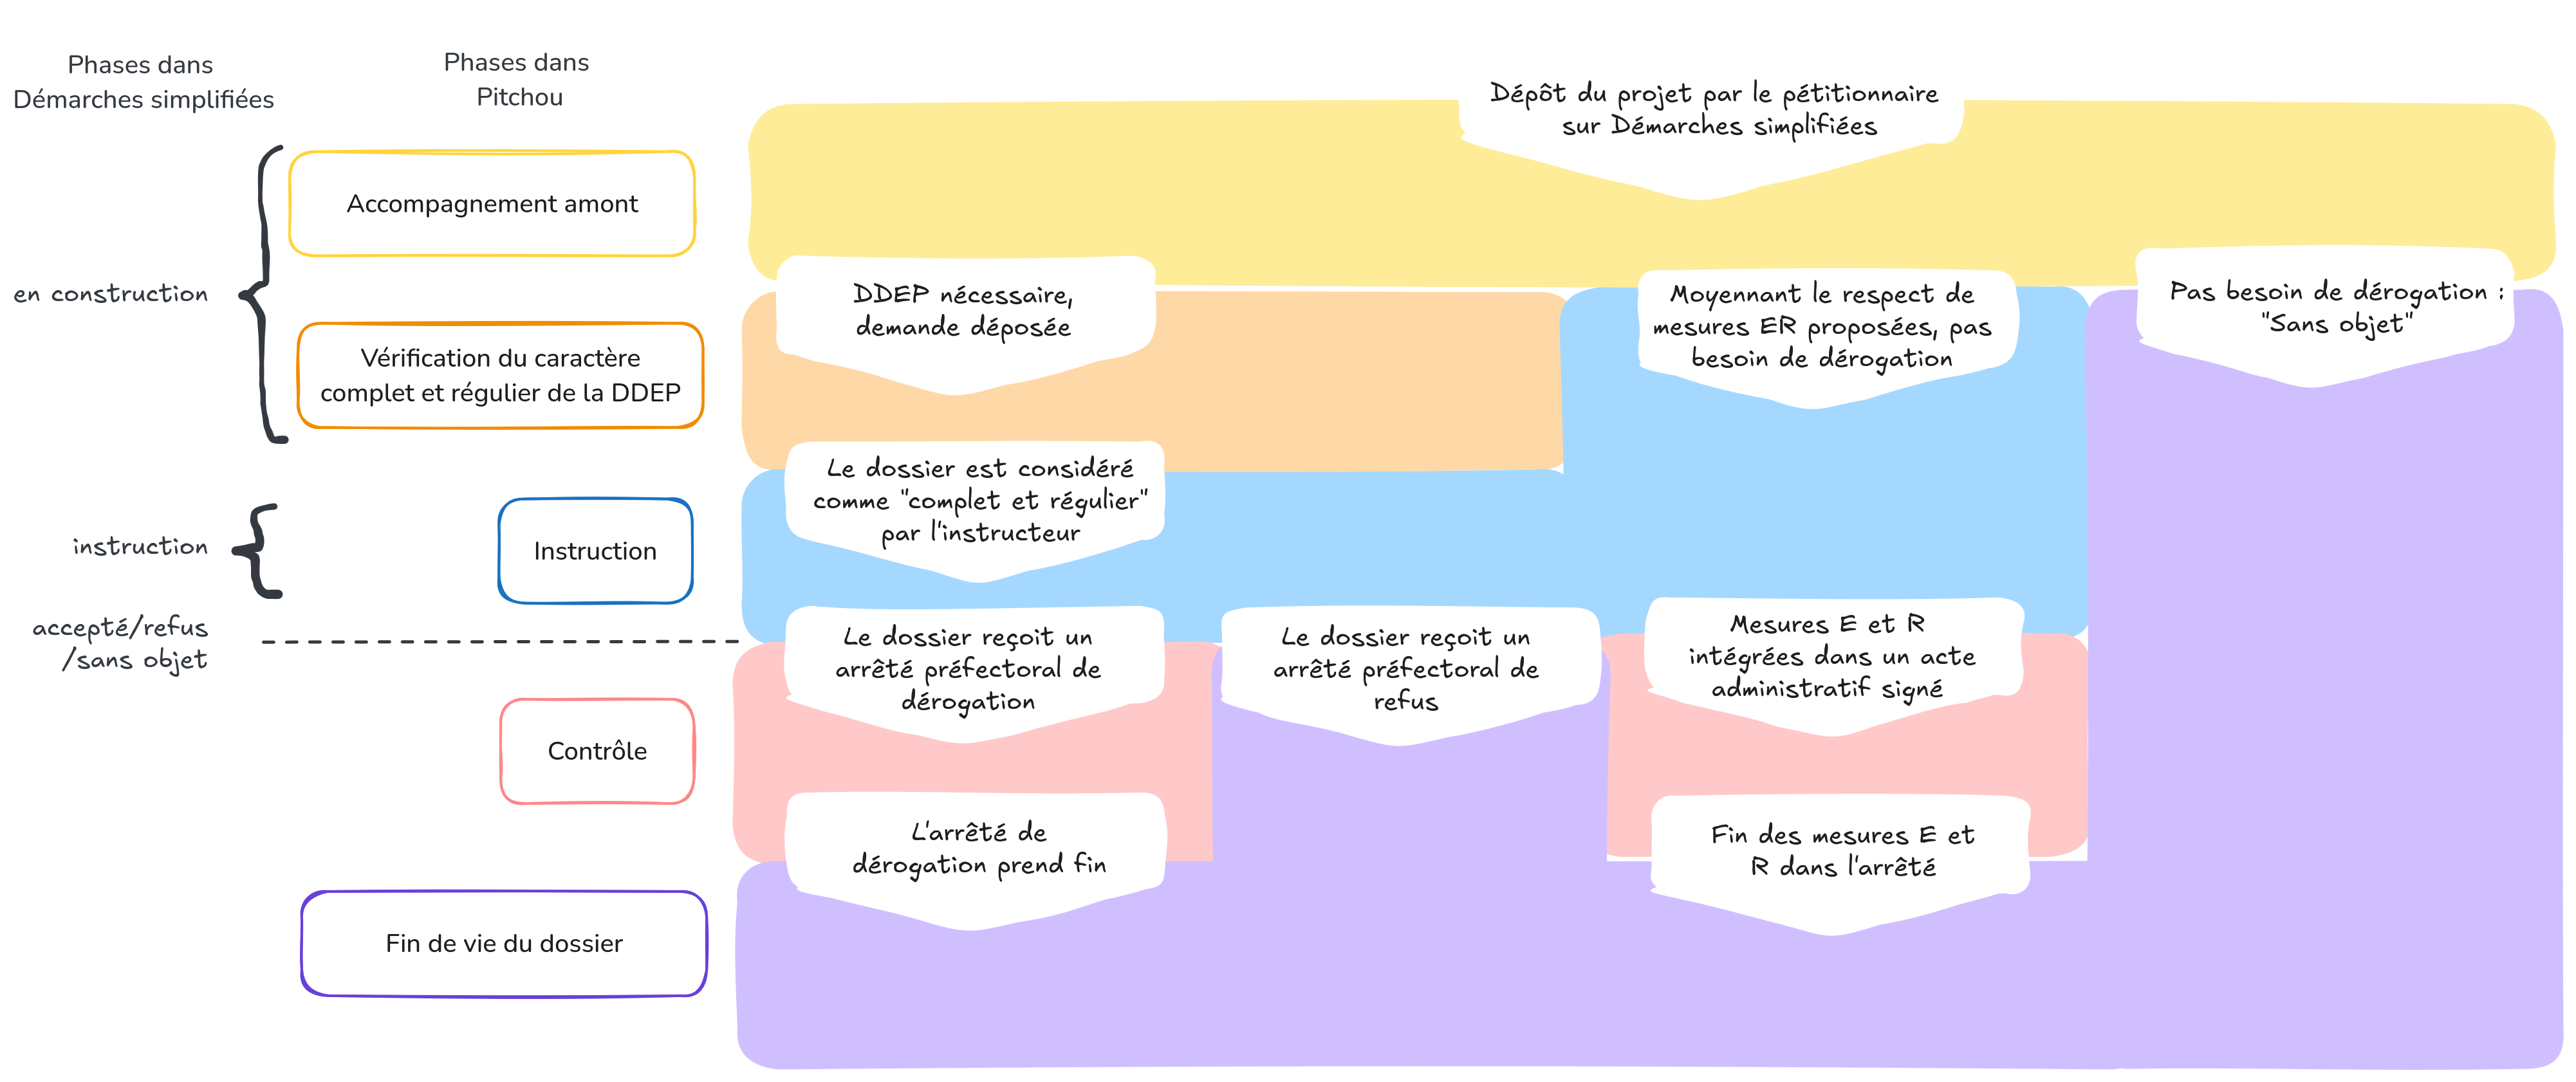 Phases dans
Démarches simplifiées
Phases dans
Pitchou
Dépôt du projet par le pétitionnaire
sur Démarches simplifiées
Accompagnement amont
en construction
Vérification du caractère
complet et régulier de la DDEP
DDEP nécessaire,
demande déposée
Moyennant le respect de
mesures ER proposées, pas
besoin de dérogation
Pas besoin de dérogation :
"Sans objet"
Le dossier est considéré
comme "complet et régulier"
par l'instructeur
instruction
Instruction
accepté/refus
/sans objet
Le dossier reçoit un
arrêté préfectoral de
dérogation
Le dossier reçoit un
arrêté préfectoral de
refus
Mesures E et R
intégrées dans un acte
administratif signé
Contrôle
L'arrêté de
dérogation prend fin
Fin des mesures E et
R dans l'arrêté
Fin de vie du dossier